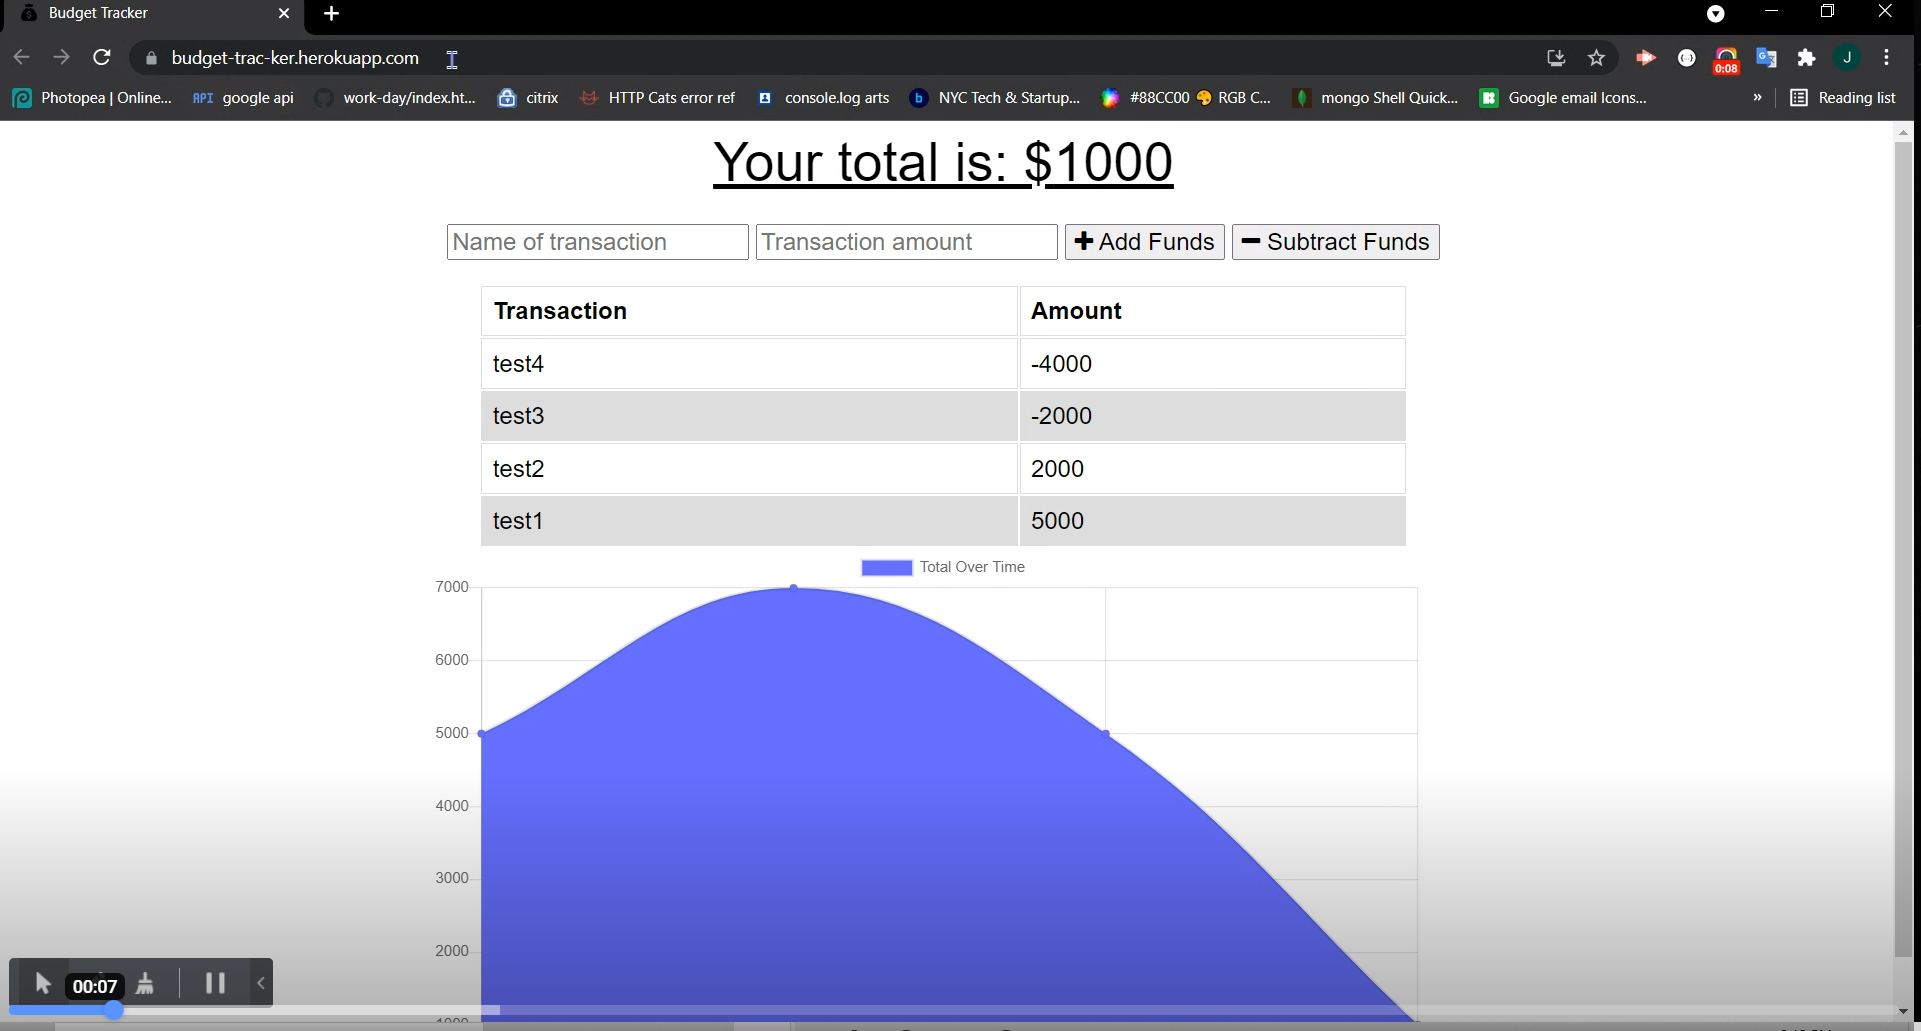 Budget Tracker
budget-trac-ker.herokuapp.com
0:08
J
Photopea | Online...
API google api
work-day/index.ht...
citrix
HTTP Cats error ref
console.log arts
b NYC Tech & Startup...
#88CC00
RGB C...
mongo Shell Quick...
Google email Icons...
»
Reading list
Your total is: $1000
Name of transaction
Transaction amount
Add Funds
Subtract Funds
Transaction Amount
test4 -4000
test3 -2000
test2 2000
test1 5000
Total Over Time
7000
6000
5000
4000
3000
2000
1000
00:07